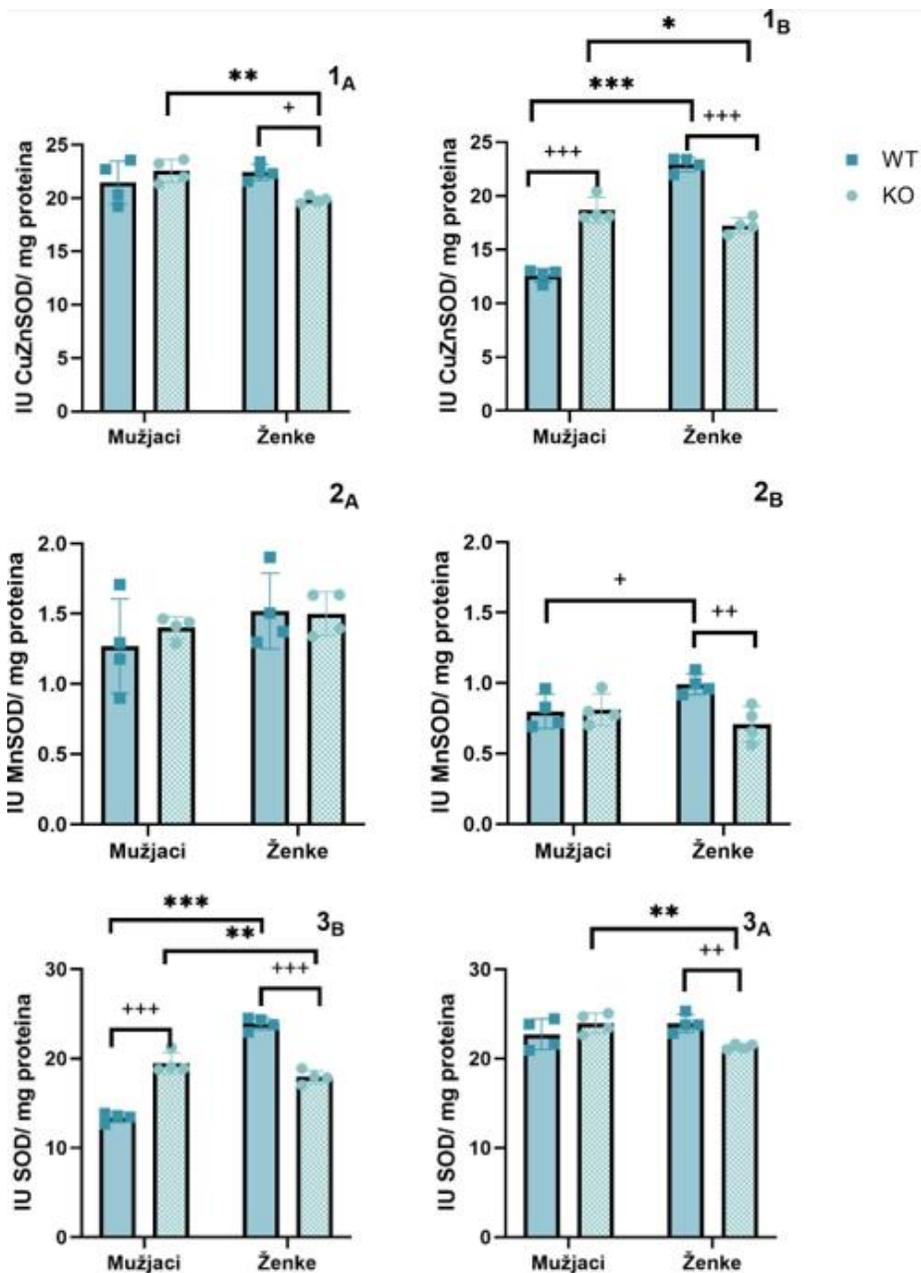 1A
**
+
IU CuZnSOD/ mg proteina
25
20
15
10
5
0
Mužjaci Ženke
1B
*
***
+++
+++
IU CuZnSOD/ mg proteina
25
20
15
10
5
0
Mužjaci Ženke
WT
KO
2A
IU MnSOD/ mg proteina
2.0
1.5
1.0
0.5
0.0
Mužjaci Ženke
2B
+
++
IU MnSOD/ mg proteina
2.0
1.5
1.0
0.5
0.0
Mužjaci Ženke
3B
***
**
+++
+++
IU SOD/ mg proteina
30
20
10
0
Mužjaci Ženke
3A
**
++
IU SOD/ mg proteina
30
20
10
0
Mužjaci Ženke